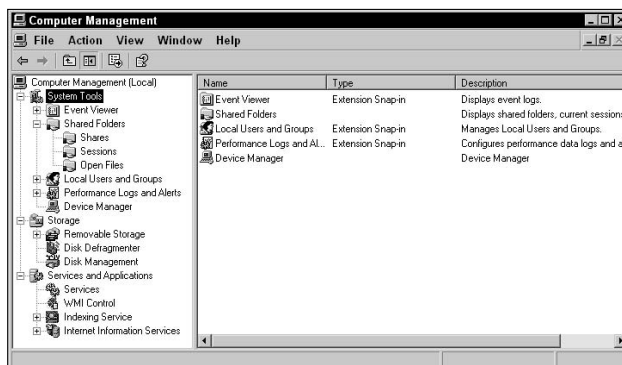 Computer Management
File Action View Window Help
Computer Management (Local)
System Tools
Event Viewer
Shared Folders
Shares
Sessions
Open Files
Local Users and Groups
Performance Logs and Alerts
Device Manager
Storage
Removable Storage
Disk Defragmenter
Disk Management
Services and Applications
Services
WMI Control
Indexing Service
Internet Information Services
Name Type Description
Event Viewer Extension Snap-in Displays event logs.
Shared Folders Displays shared folders, current sessions
Local Users and Groups Extension Snap-in Manages Local Users and Groups.
Performance Logs and Al... Extension Snap-in Configures performance data logs and a
Device Manager Device Manager